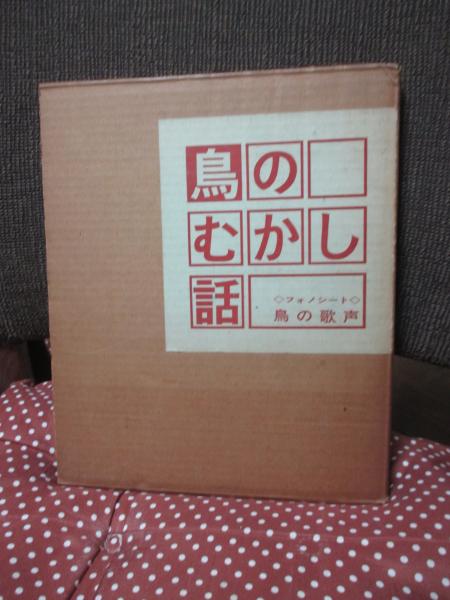 鳥の
むかし
話
◇フォノシート◇
鳥の歌声